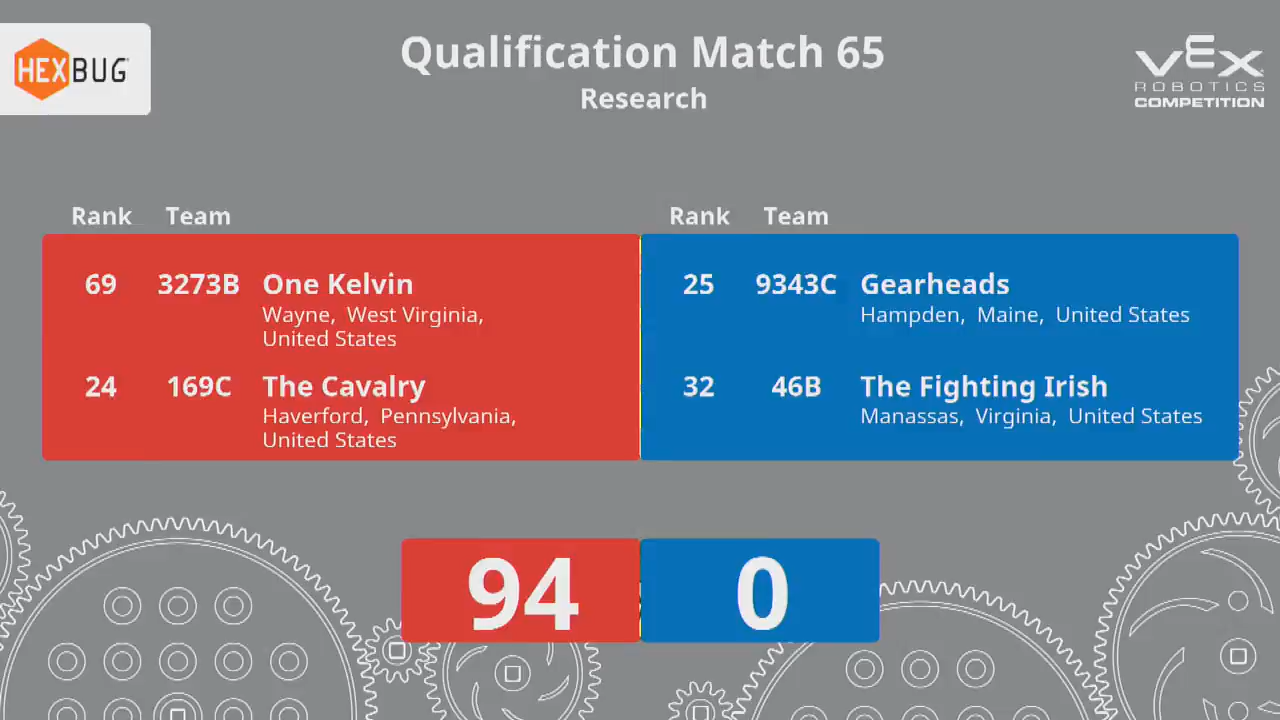 HEXBUG
Qualification Match 65
Research
VEX
ROBOTICS
COMPETITION
Rank Team
69 3273B One Kelvin
Wayne, West Virginia,
United States
24 169C The Cavalry
Haverford, Pennsylvania,
United States
Rank Team
25 9343C Gearheads
Hampden, Maine, United States
32 46B The Fighting Irish
Manassas, Virginia, United States
94 0